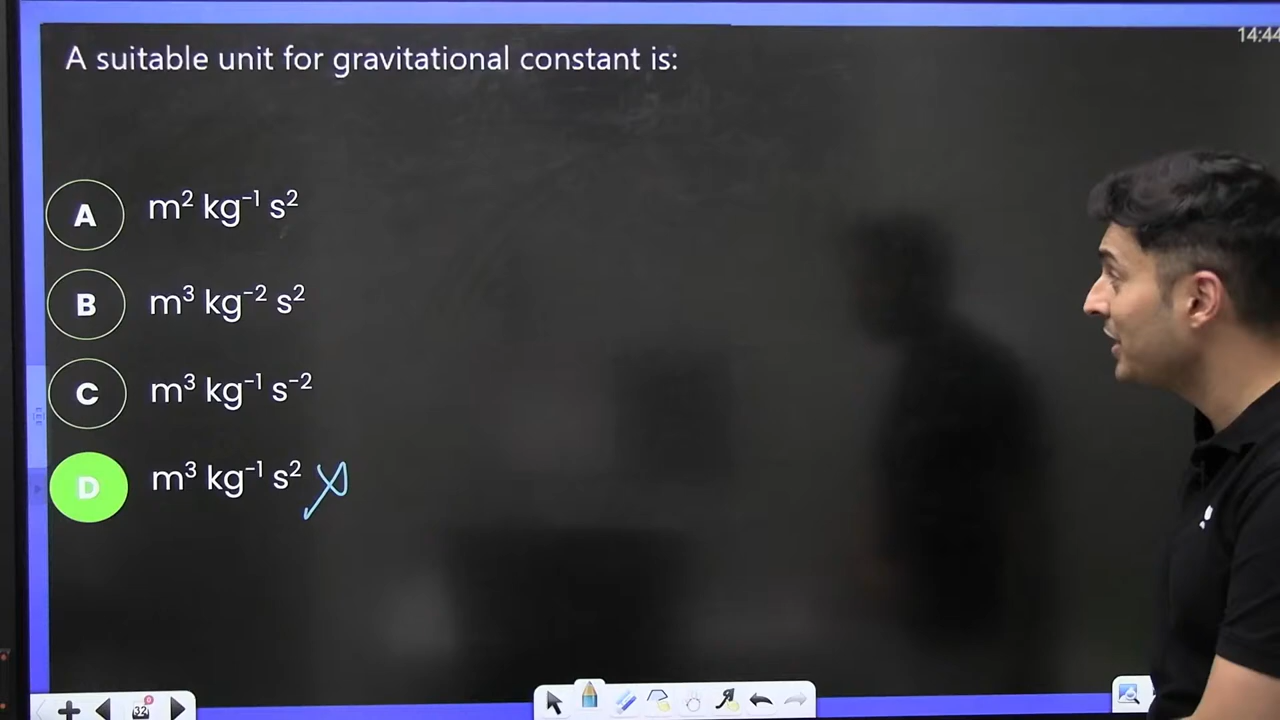 14:44
A suitable unit for gravitational constant is:
A m² kg⁻¹ s²
B m³ kg⁻² s²
C m³ kg⁻¹ s⁻²
D m³ kg⁻¹ s²
32